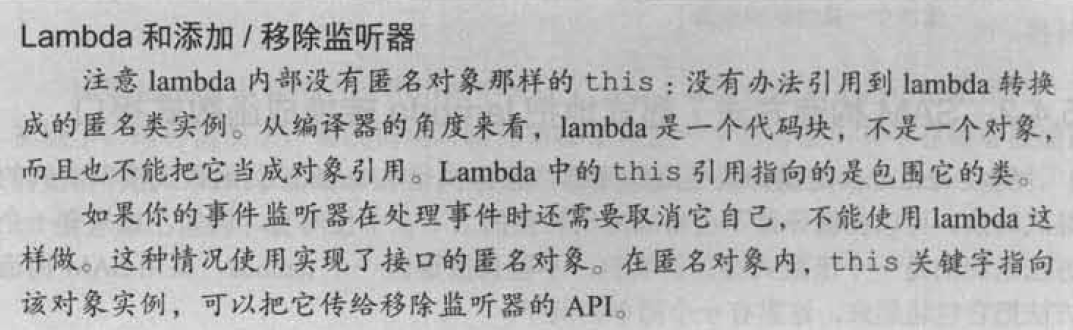 Lambda 和添加 / 移除监听器
注意 lambda 内部没有匿名对象那样的 this：没有办法引用到 lambda 转换
成的匿名类实例。从编译器的角度来看，lambda 是一个代码块，不是一个对象，
而且也不能把它当成对象引用。Lambda 中的 this 引用指向的是包围它的类。
如果你的事件监听器在处理事件时还需要取消它自己，不能使用 lambda 这
样做。这种情况使用实现了接口的匿名对象。在匿名对象内，this 关键字指向
该对象实例，可以把它传给移除监听器的 API。